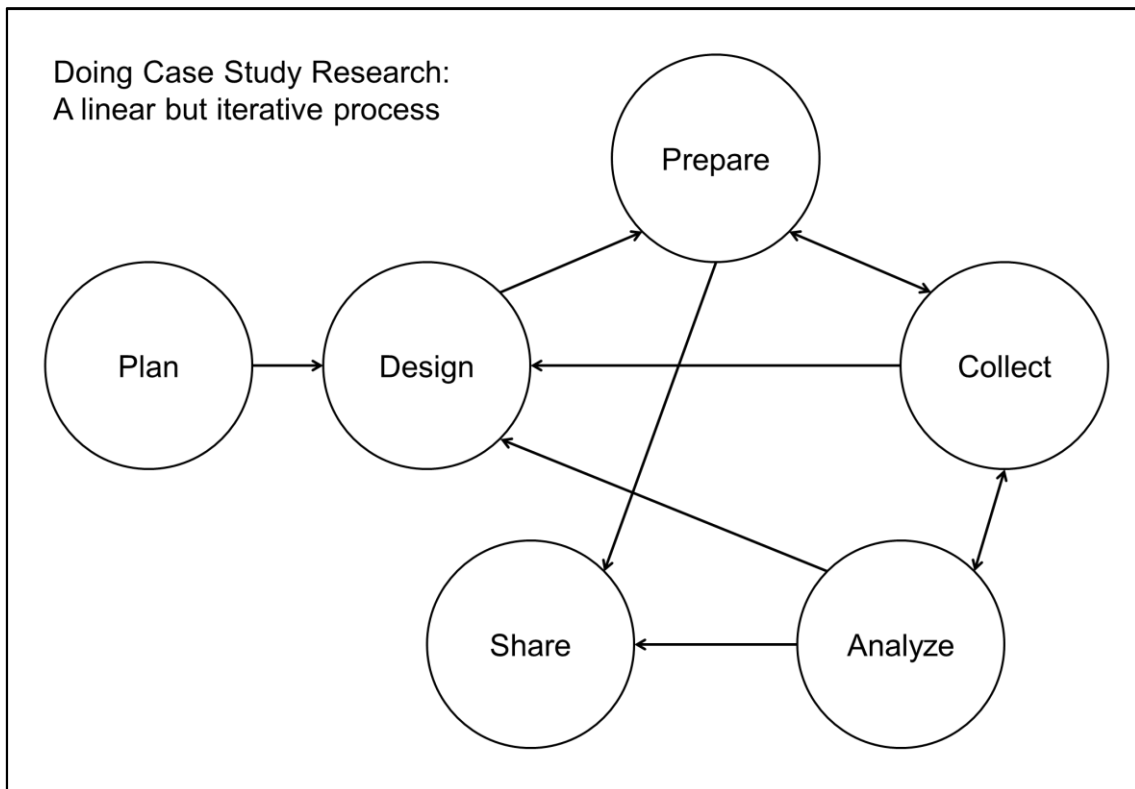 Doing Case Study Research:
A linear but iterative process
Prepare
Plan
Design
Collect
Share
Analyze